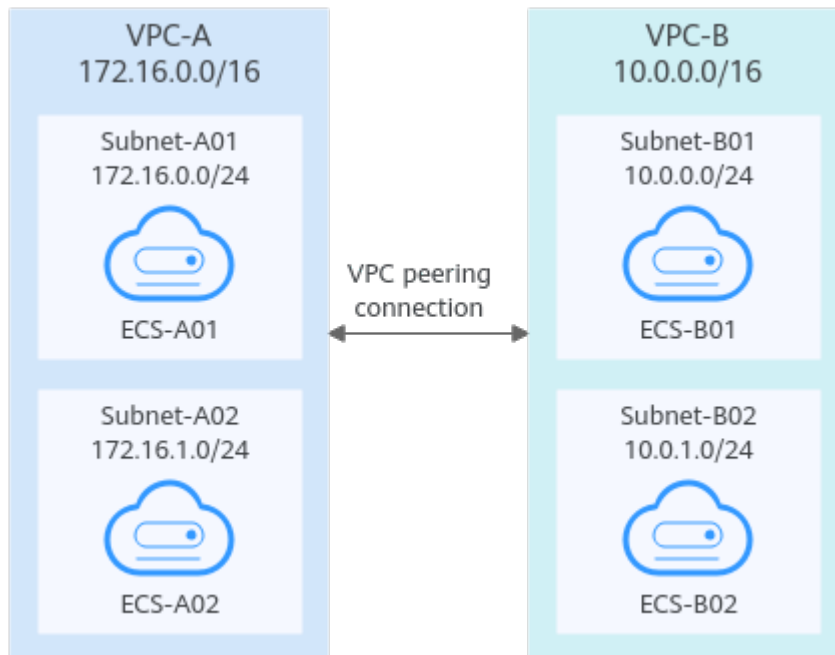 VPC-A
172.16.0.0/16
Subnet-A01
172.16.0.0/24
ECS-A01
Subnet-A02
172.16.1.0/24
ECS-A02
VPC peering
connection
VPC-B
10.0.0.0/16
Subnet-B01
10.0.0.0/24
ECS-B01
Subnet-B02
10.0.1.0/24
ECS-B02